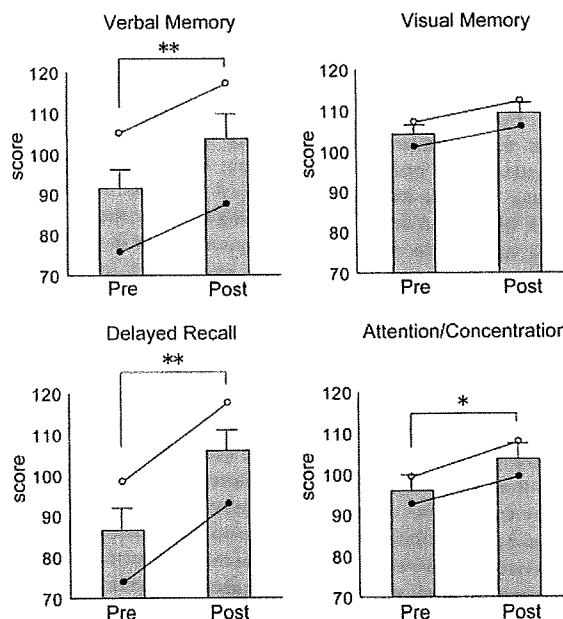 Verbal Memory
**
120
110
100
90
80
70
score
Pre Post
Visual Memory
120
110
100
90
80
70
score
Pre Post
Delayed Recall
**
120
110
100
90
80
70
score
Pre Post
Attention/Concentration
*
120
110
100
90
80
70
score
Pre Post